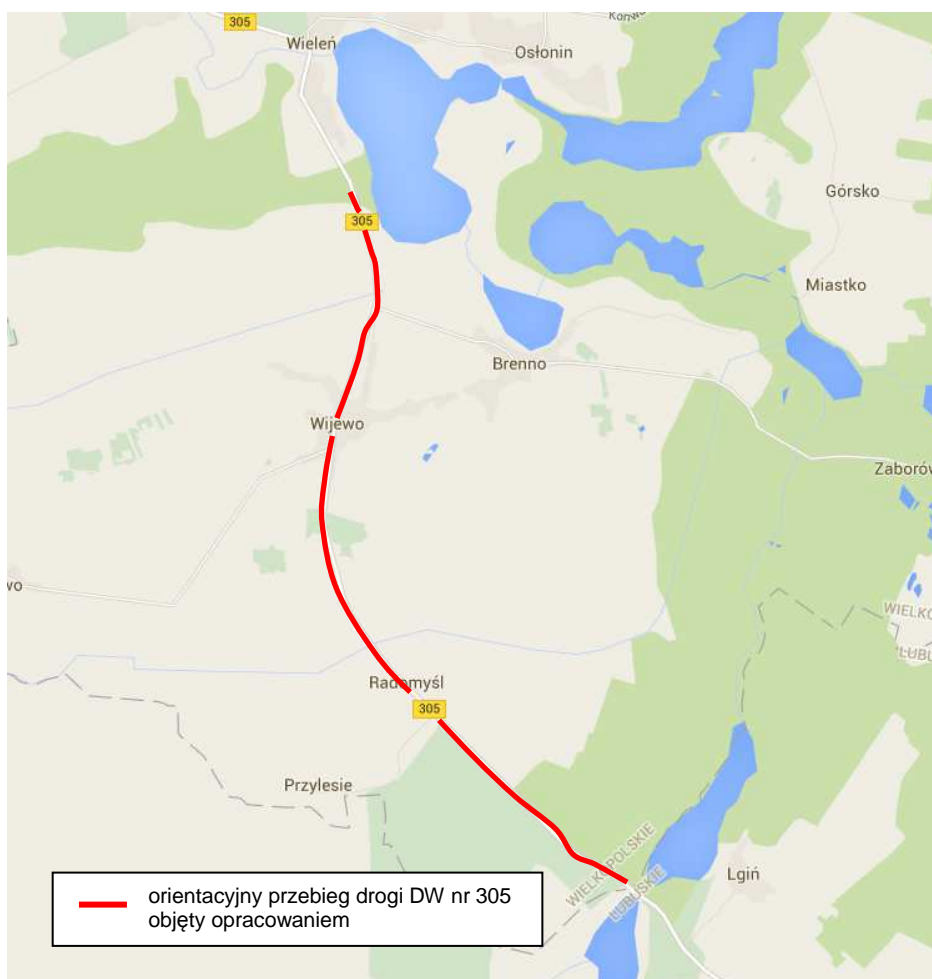 305
Wieleń
Osłonin
Górsko
305
Miastko
Brenno
Wijewo
Zaborów
wo
WIELKO
LUBU
Radomyśl
305
Przylesie
WIELKOPOLSKIE
LUBUSKIE
Lgiń
orientacyjny przebieg drogi DW nr 305
objęty opracowaniem